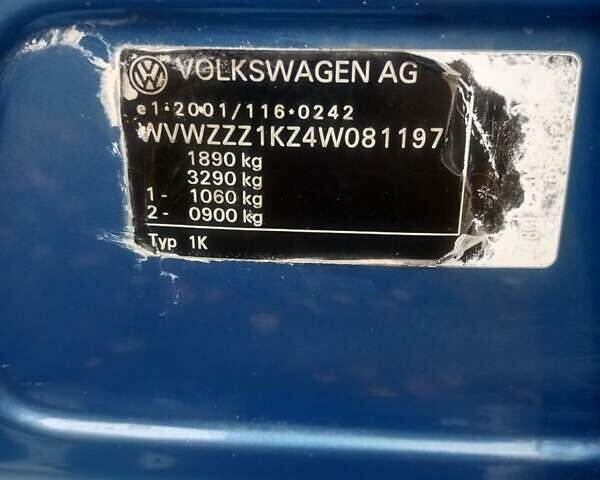 VOLKSWAGEN AG
e1*2001/116*0242
WVWZZZ1KZ4W081197
1890 kg
3290 kg
1- 1060 kg
2- 0900 kg
Typ 1K